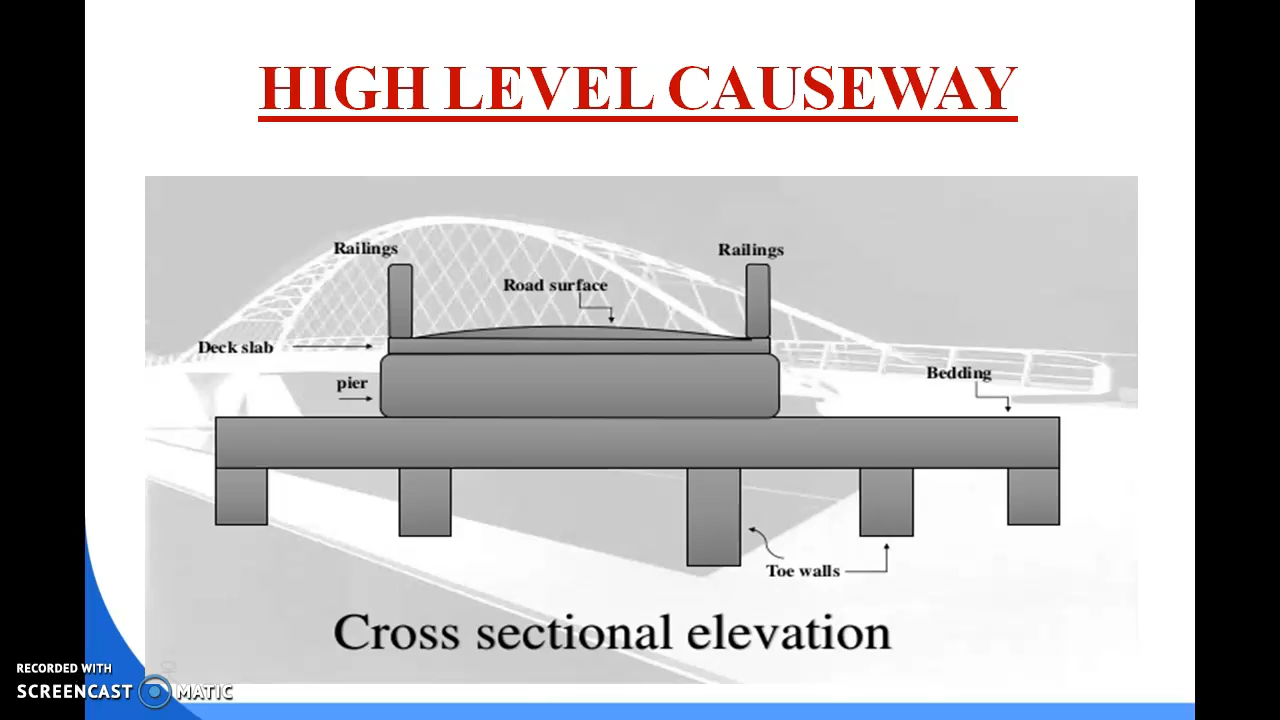 HIGH LEVEL CAUSEWAY
Railings
Railings
Road surface
Deck slab
pier
Bedding
Toe walls
Cross sectional elevation
RECORDED WITH
SCREENCAST MATIC